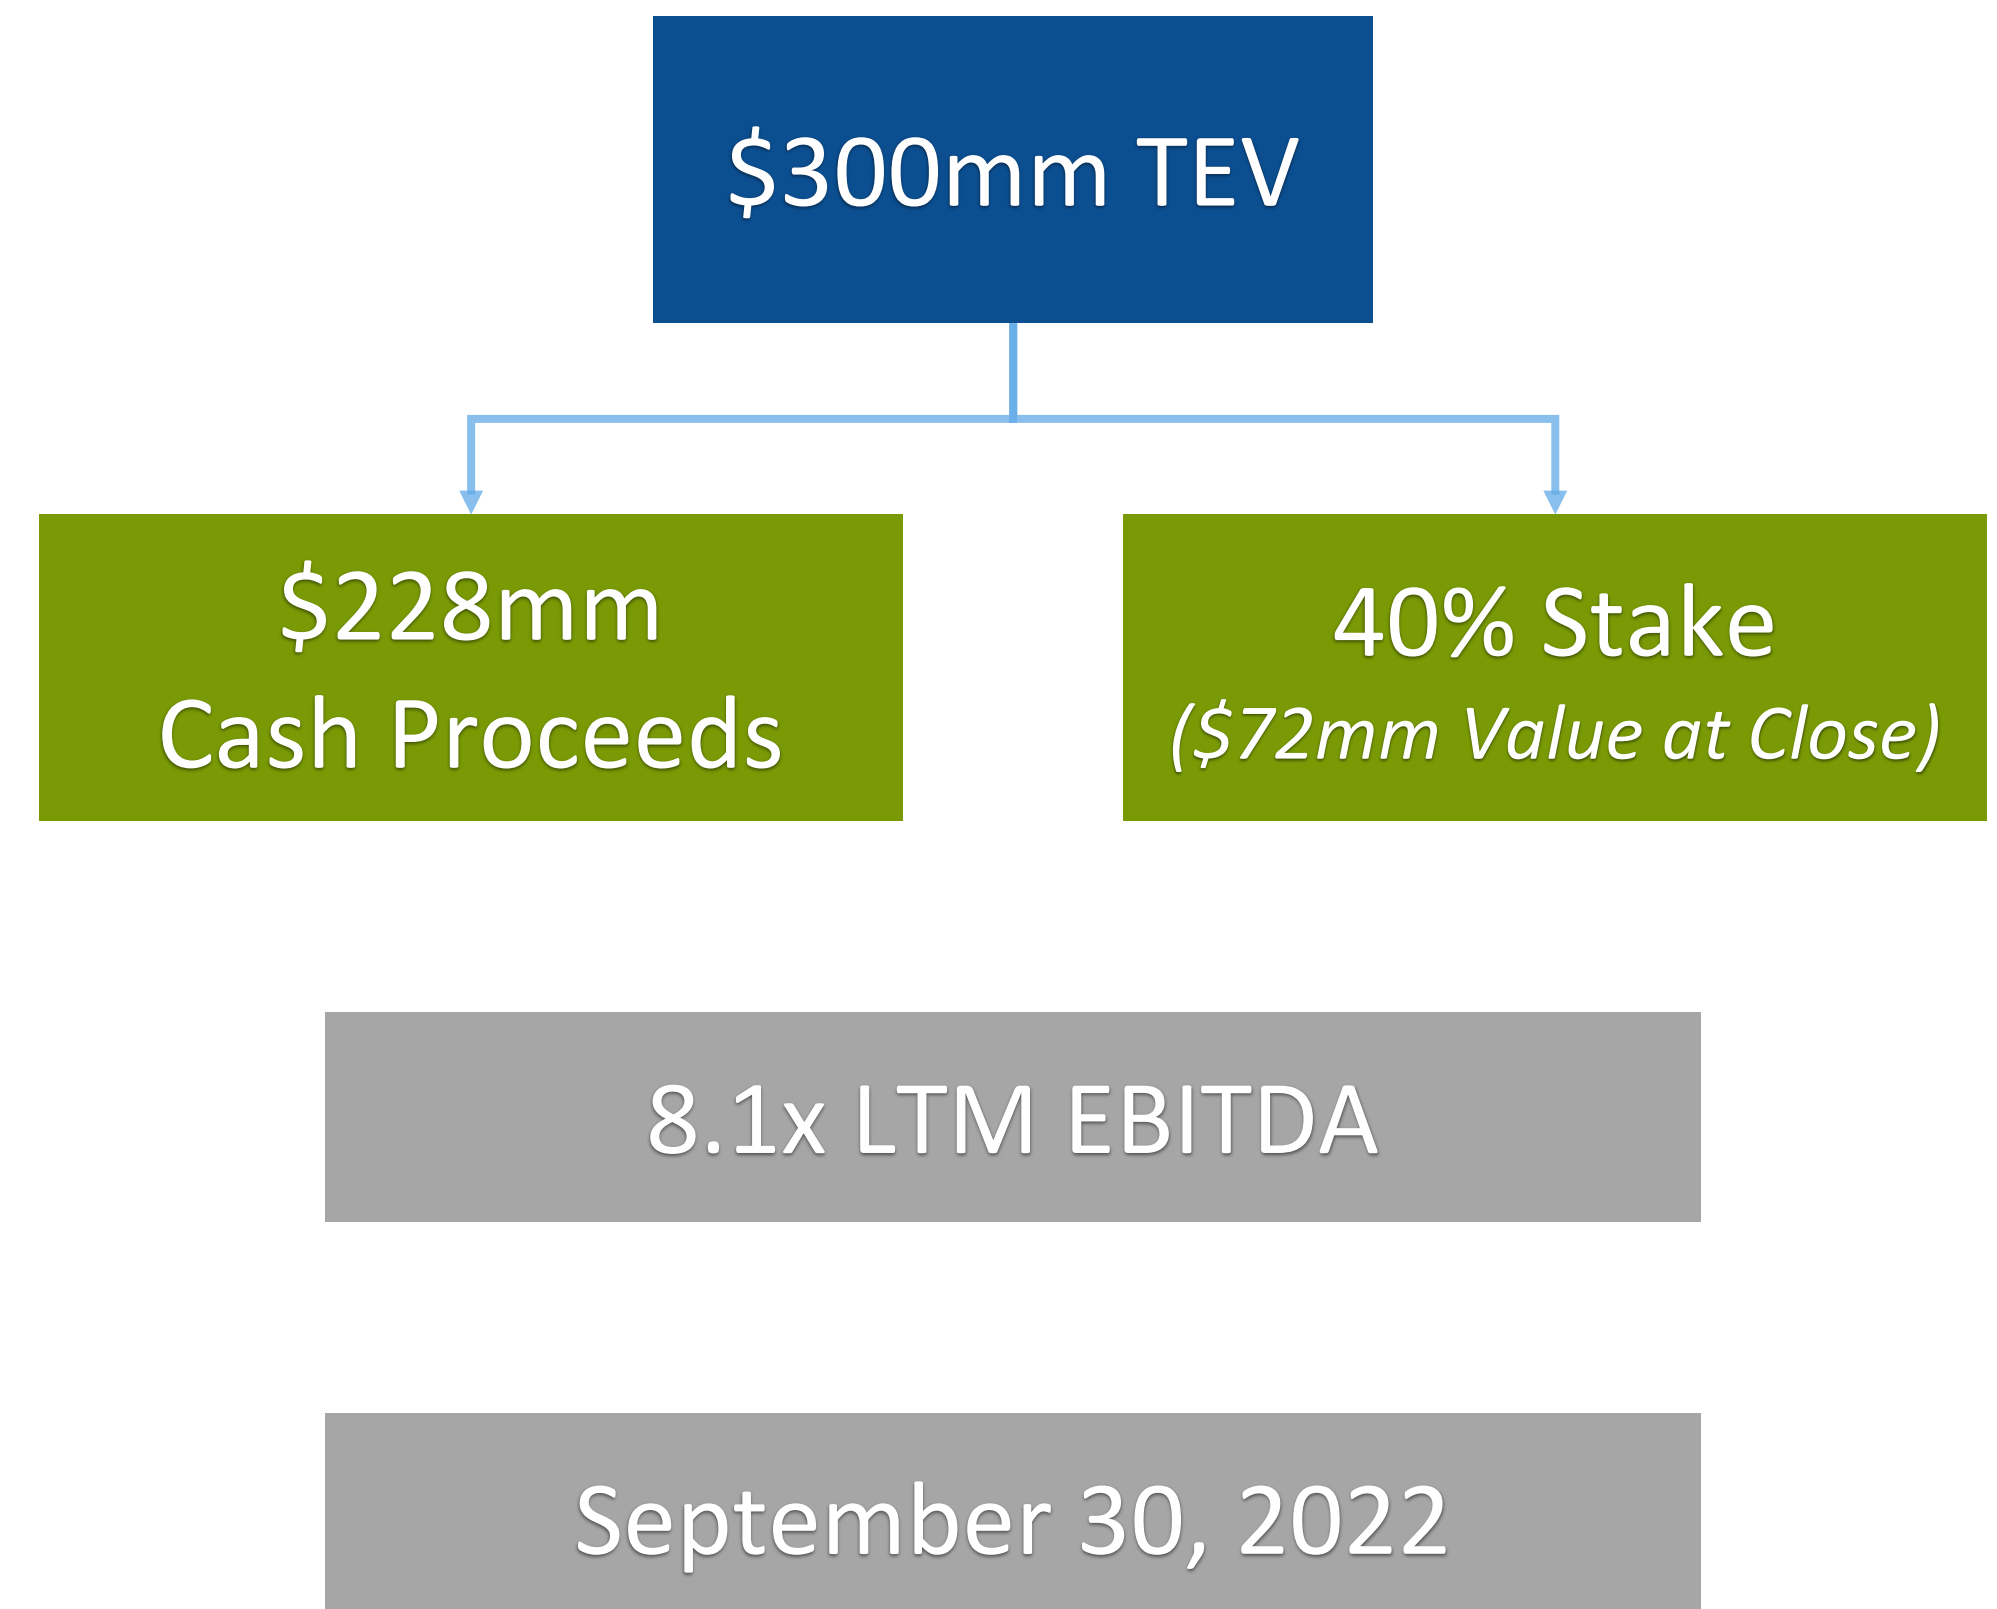 $300mm TEV
$228mm
Cash Proceeds
40% Stake
($72mm Value at Close)
8.1x LTM EBITDA
September 30, 2022